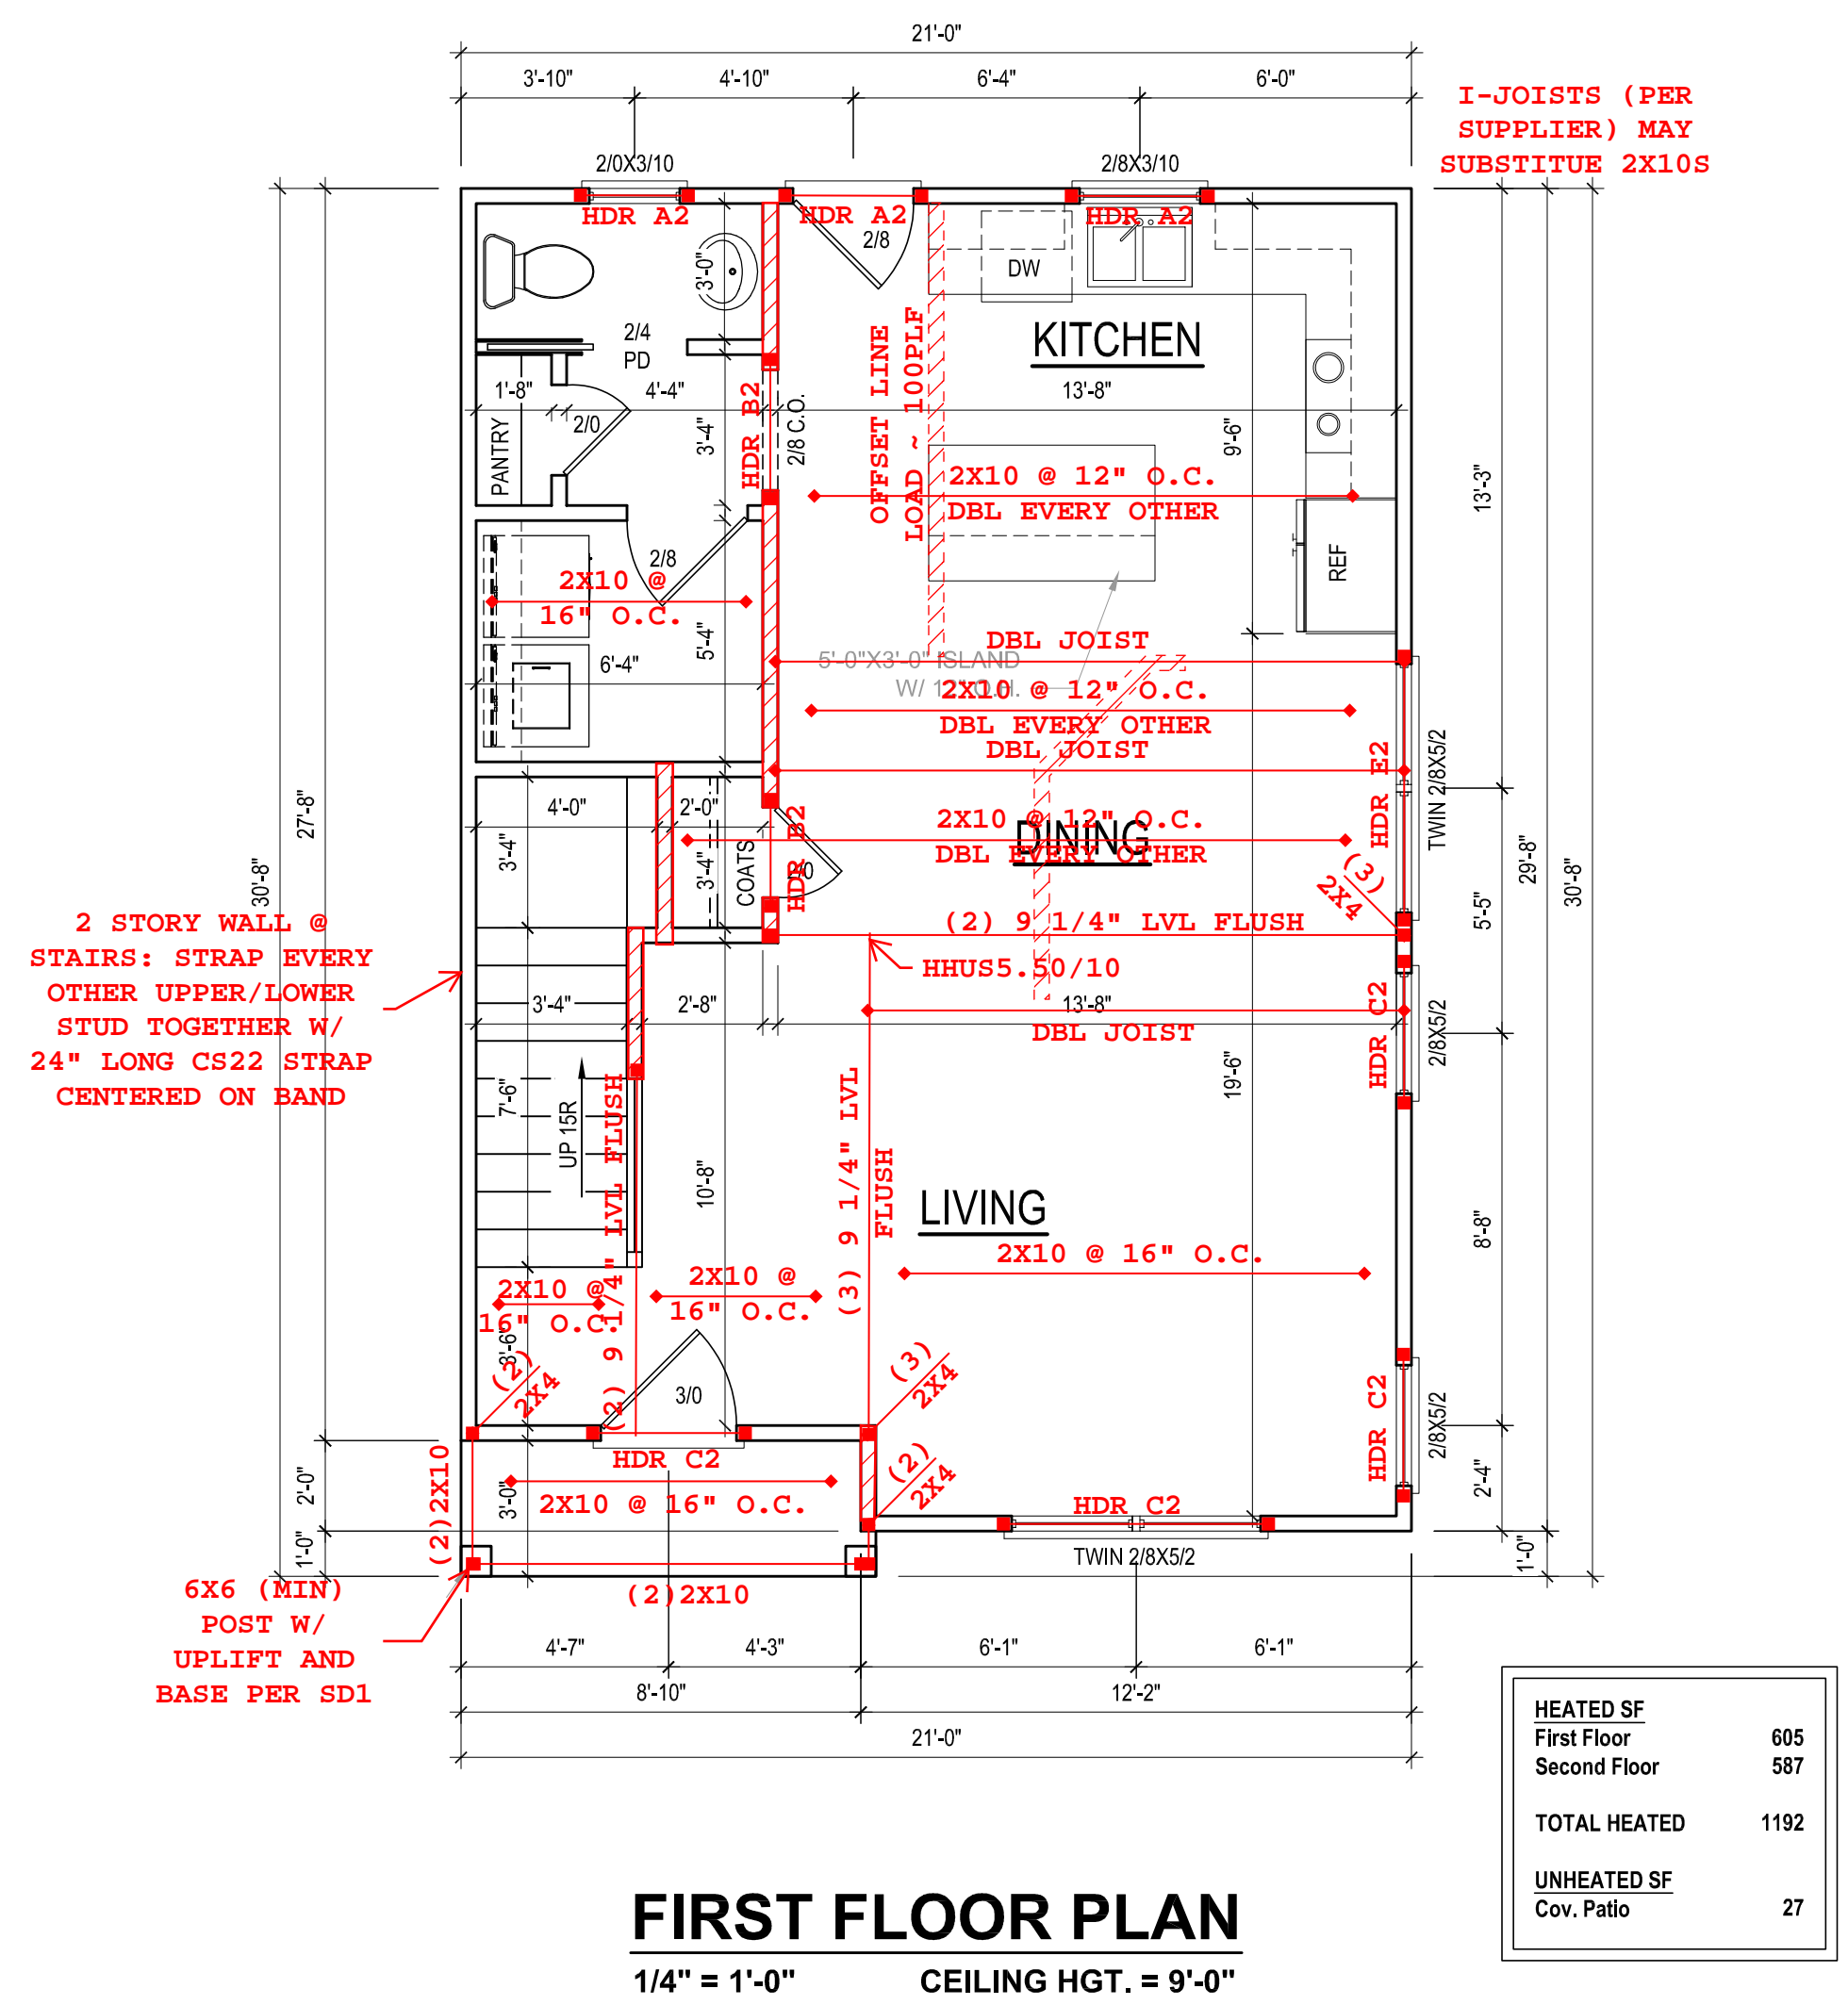 21'-0"
3'-10"
4'-10"
6'-4"
6'-0"
I-JOISTS (PER
SUPPLIER) MAY
SUBSTITUE 2X10S
2/0X3/10
2/8X3/10
HDR A2
HDR A2
HDR A2
2/8
DW
3'-0"
KITCHEN
2/4
PD
OFFSET LINE
LOAD ~ 100PLF
1'-8"
4'-4"
13'-8"
HDR B2
2/8 C.O.
2/0
PANTRY
3'-4"
9'-6"
2X10 @ 12" O.C.
DBL EVERY OTHER
13'-3"
REF
2/8
2X10 @
16" O.C.
5'-4"
6'-4"
DBL JOIST
5'-0"X3'-0" ISLAND
W/ 12" O.H.
2X10 @ 12" O.C.
DBL EVERY OTHER
DBL JOIST
HDR E2
TWIN 2/8X5/2
4'-0"
2'-0"
2X10 @ 12" O.C.
DBL EVERY OTHER
DINING
3'-4"
3'-4"
COATS
HDR B2
2/0
27'-8"
30'-8"
29'-8"
30'-8"
(3)
2X4
5'-5"
2 STORY WALL @
STAIRS: STRAP EVERY
OTHER UPPER/LOWER
STUD TOGETHER W/
24" LONG CS22 STRAP
CENTERED ON BAND
(2) 9 1/4" LVL FLUSH
HHUS5.50/10
3'-4"
2'-8"
13'-8"
DBL JOIST
HDR C2
2/8X5/2
7'-6"
UP 15R
(2) 9 1/4" LVL FLUSH
10'-8"
(3) 9 1/4" LVL
FLUSH
19'-6"
LIVING
8'-8"
2X10 @ 16" O.C.
2X10 @
16" O.C.
2X10 @
16" O.C.
3'-6"
(2)
2X4
3/0
(3)
2X4
HDR C2
2/8X5/2
HDR C2
(2)
2X4
2X10 @ 16" O.C.
3'-0"
(2)2X10
2'-0"
1'-0"
2'-4"
1'-0"
HDR C2
TWIN 2/8X5/2
(2)2X10
6X6 (MIN)
POST W/
UPLIFT AND
BASE PER SD1
4'-7"
4'-3"
6'-1"
6'-1"
8'-10"
12'-2"
21'-0"
HEATED SF
First Floor 605
Second Floor 587
TOTAL HEATED 1192
UNHEATED SF
Cov. Patio 27
FIRST FLOOR PLAN
1/4" = 1'-0" CEILING HGT. = 9'-0"